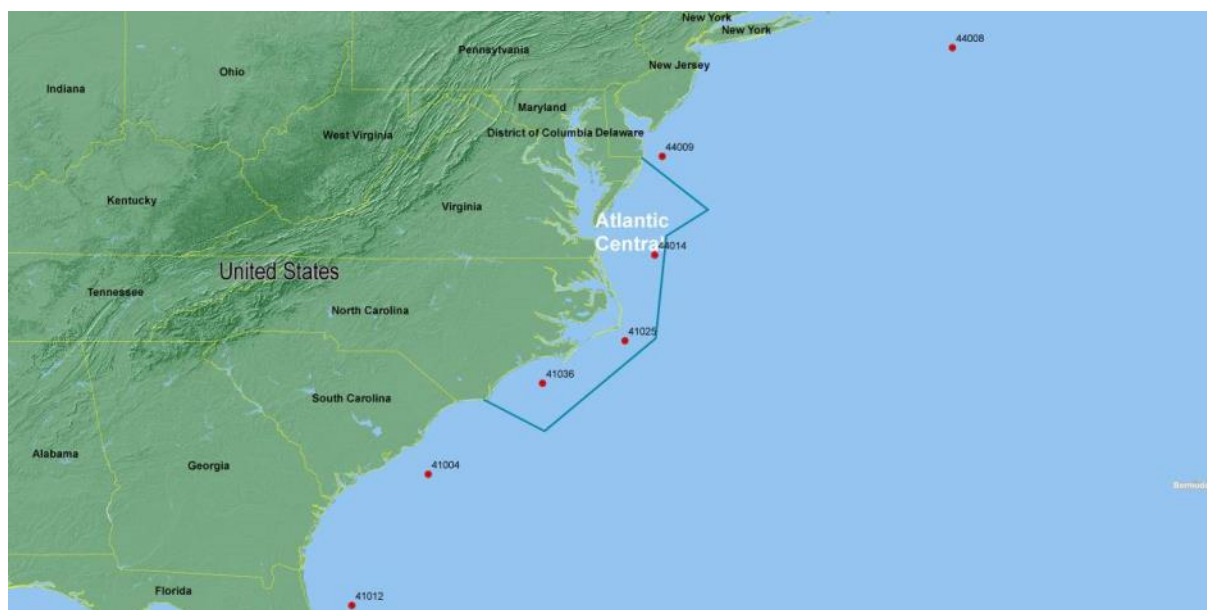 New York
New York
44008
Pennsylvania
Ohio
New Jersey
Indiana
Maryland
West Virginia
District of Columbia
Delaware
44009
Kentucky
Virginia
Atlantic
Central
44014
United States
Tennessee
North Carolina
41025
41036
South Carolina
Alabama
Georgia
41004
Florida
41012